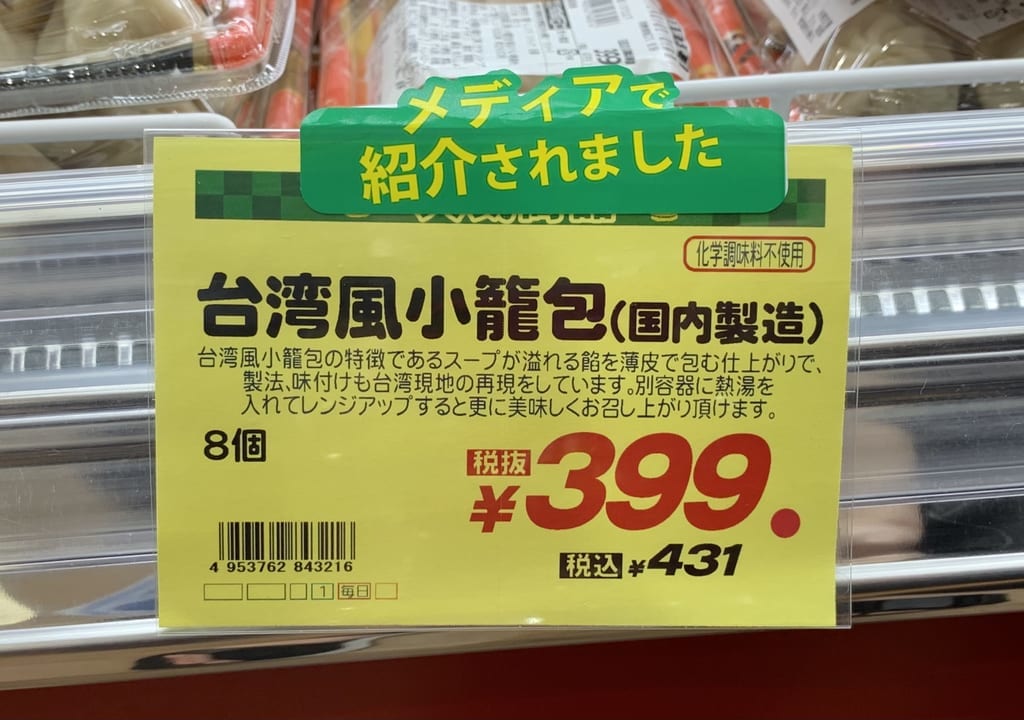 メディアで
紹介されました
化学調味料不使用
台湾風小籠包(国内製造)
台湾風小籠包の特徴であるスープが溢れる餡を薄皮で包む仕上がりで、
製法、味付けも台湾現地の再現をしています。別容器に熱湯を
入れてレンジアップすると更に美味しくお召し上がり頂けます。
8個
税抜
¥399.
税込 ¥431
4 953762 843216
1 毎日